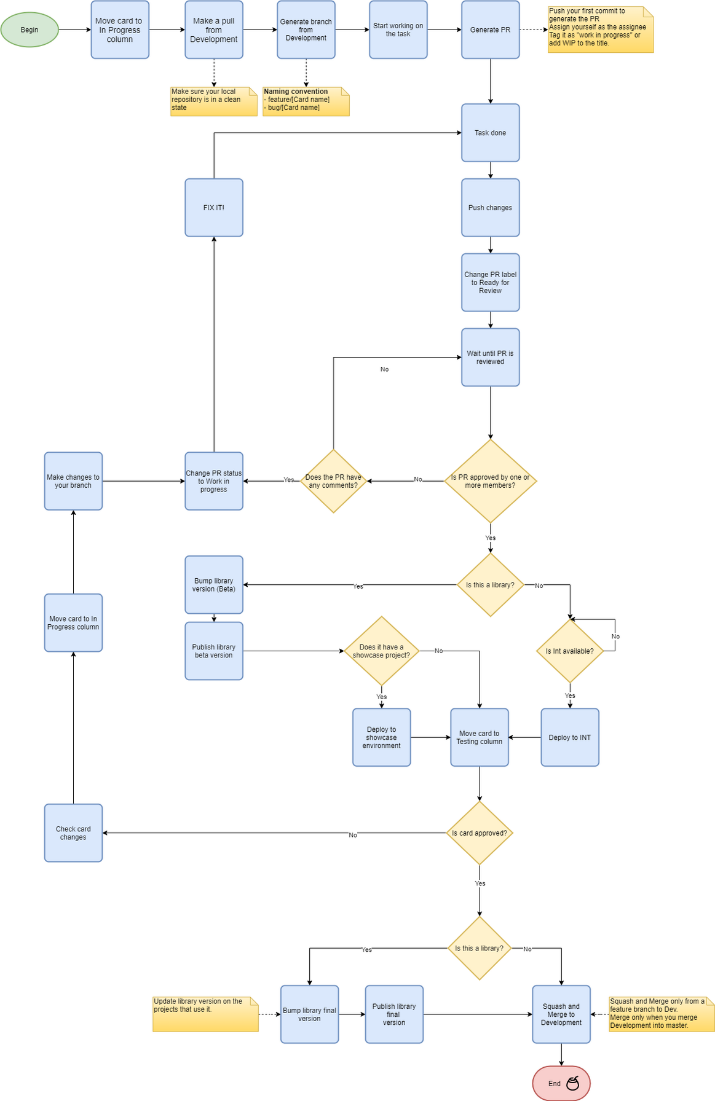 Begin
Move card to
In Progress
column
Make a pull
from
Development
Generate branch
from
Development
Start working on
the task
Generate PR
Push your first commit to
generate the PR
Assign yourself as the assignee
Tag it as "work in progress" or
add WIP to the title.
Make sure your local
repository is in a clean
state
Naming convention
- feature/[Card name]
- bug/[Card name]
Task done
FIX IT!
Push changes
Change PR label
to Ready for
Review
Wait until PR is
reviewed
No
Make changes to
your branch
Change PR status
to Work in
progress
Yes
Does the PR have
any comments?
No
Is PR approved by one or
more members?
Yes
Bump library
version (Beta)
Yes
Is this a library?
No
Move card to In
Progress column
Publish library
beta version
Does it have a
showcase project?
No
Is Int available?
No
Yes
Yes
Deploy to
showcase
environment
Move card to
Testing column
Deploy to INT
Check card
changes
No
Is card approved?
Yes
Yes
Is this a library?
No
Update library version on the
projects that use it.
Bump library final
version
Publish library
final
version
Squash and
Merge to
Development
Squash and Merge only from a
feature branch to Dev.
Merge only when you merge
Development into master.
End